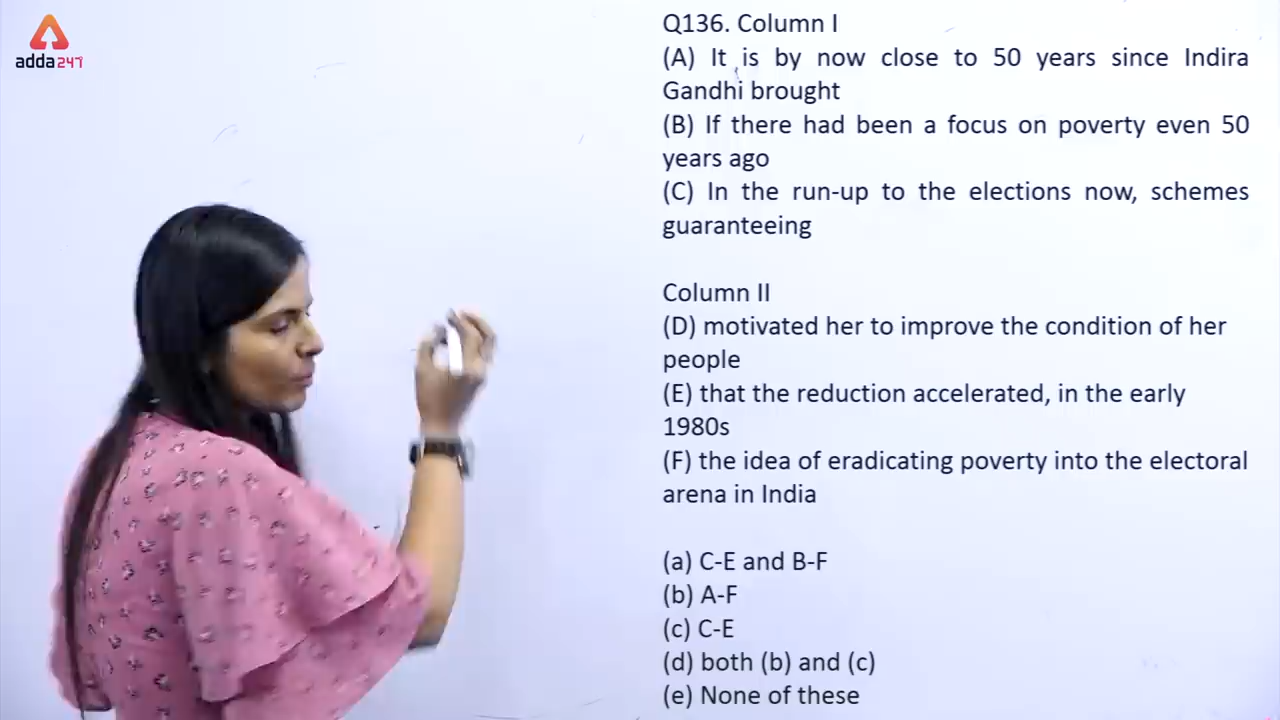 adda247
Q136. Column I
(A) It is by now close to 50 years since Indira
Gandhi brought
(B) If there had been a focus on poverty even 50
years ago
(C) In the run-up to the elections now, schemes
guaranteeing
Column II
(D) motivated her to improve the condition of her
people
(E) that the reduction accelerated, in the early
1980s
(F) the idea of eradicating poverty into the electoral
arena in India
(a) C-E and B-F
(b) A-F
(c) C-E
(d) both (b) and (c)
(e) None of these